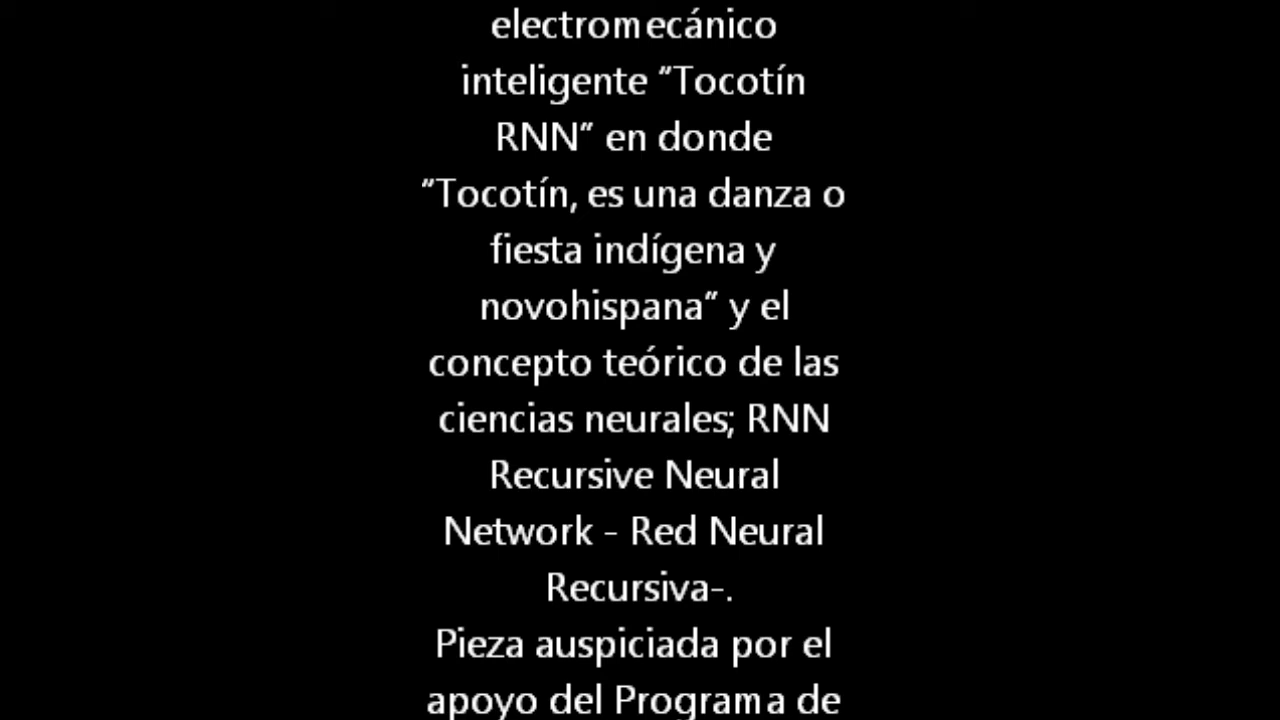 electromecánico
inteligente “Tocotín
RNN” en donde
“Tocotín, es una danza o
fiesta indígena y
novohispana” y el
concepto teórico de las
ciencias neurales; RNN
Recursive Neural
Network - Red Neural
Recursiva-.
Pieza auspiciada por el
apoyo del Programa de